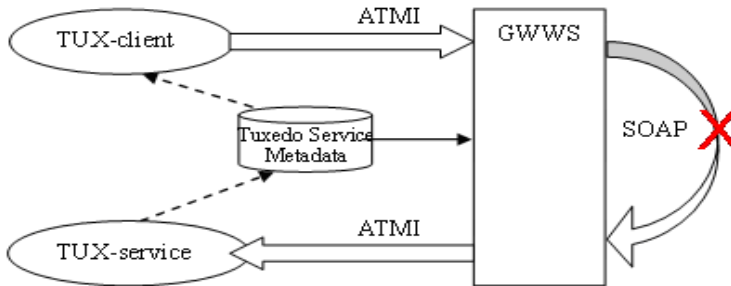 ATMI
TUX-client
GWWS
Tuxedo Service
Metadata
SOAP
ATMI
TUX-service